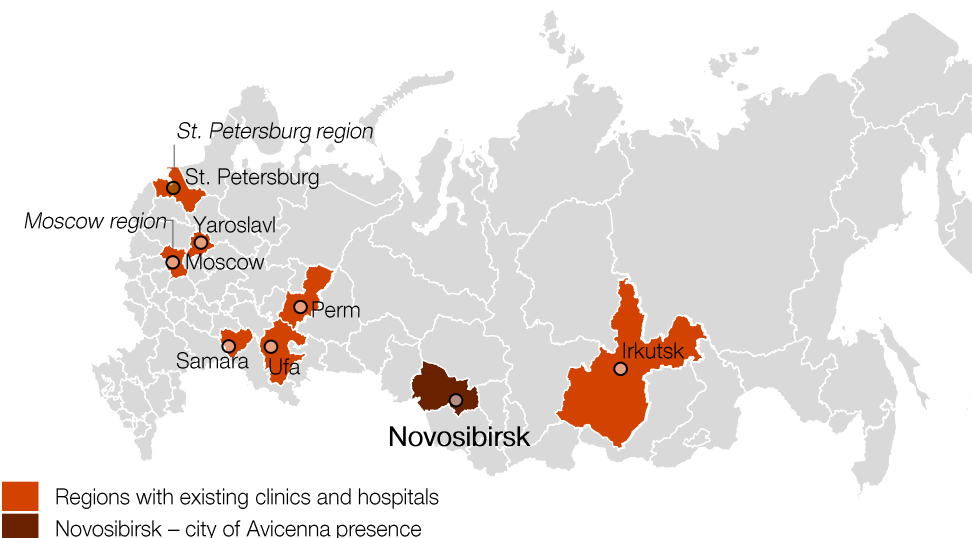 St. Petersburg region
St. Petersburg
Moscow region
Yaroslavl
Moscow
Perm
Samara
Ufa
Irkutsk
Novosibirsk
Regions with existing clinics and hospitals
Novosibirsk – city of Avicenna presence